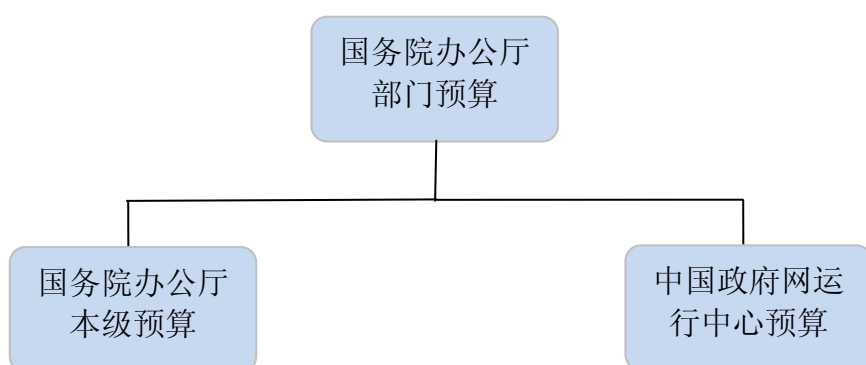 国务院办公厅
部门预算
国务院办公厅
本级预算
中国政府网运
行中心预算